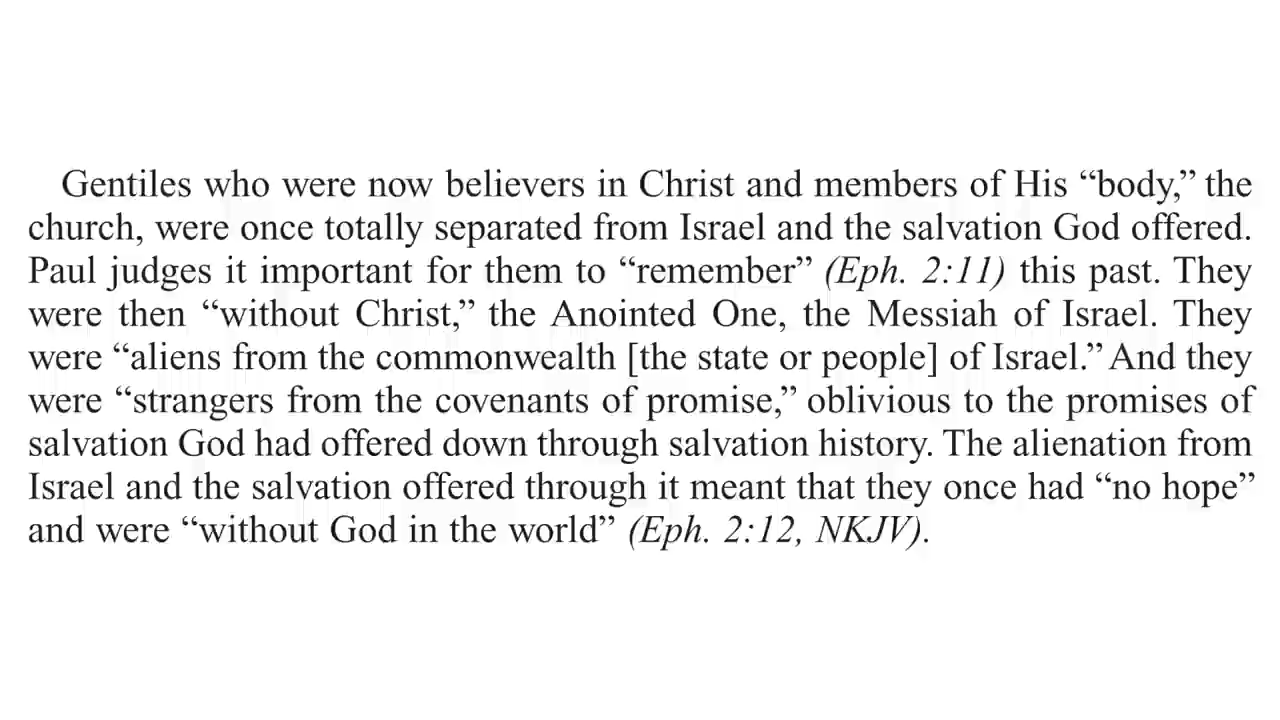 Gentiles who were now believers in Christ and members of His “body,” the
church, were once totally separated from Israel and the salvation God offered.
Paul judges it important for them to “remember” (Eph. 2:11) this past. They
were then “without Christ,” the Anointed One, the Messiah of Israel. They
were “aliens from the commonwealth [the state or people] of Israel.” And they
were “strangers from the covenants of promise,” oblivious to the promises of
salvation God had offered down through salvation history. The alienation from
Israel and the salvation offered through it meant that they once had “no hope”
and were “without God in the world” (Eph. 2:12, NKJV).